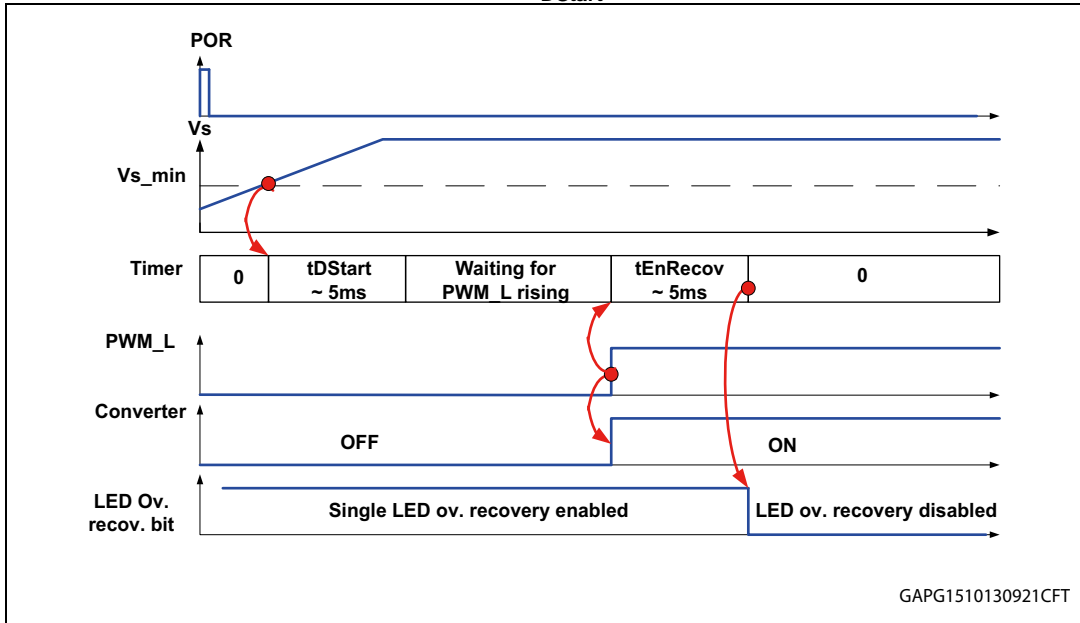 DStart
POR
Vs
Vs_min
Timer
0
tDStart
~ 5ms
Waiting for
PWM_L rising
tEnRecov
~ 5ms
0
PWM_L
Converter
OFF
ON
LED Ov.
recov. bit
Single LED ov. recovery enabled
LED ov. recovery disabled
GAPG1510130921CFT